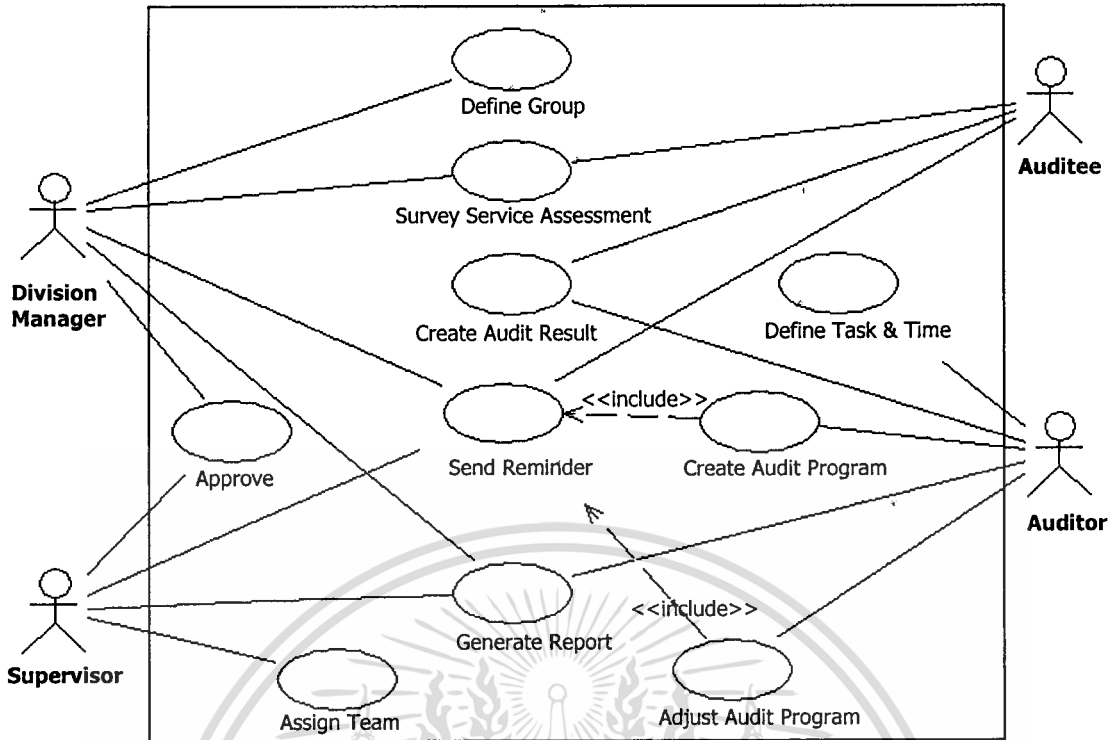 Define Group
Auditee
Survey Service Assessment
Division
Manager
Create Audit Result
Define Task & Time
<<include>>
Send Reminder
Create Audit Program
Approve
Auditor
<<include>>
Generate Report
Supervisor
Assign Team
Adjust Audit Program